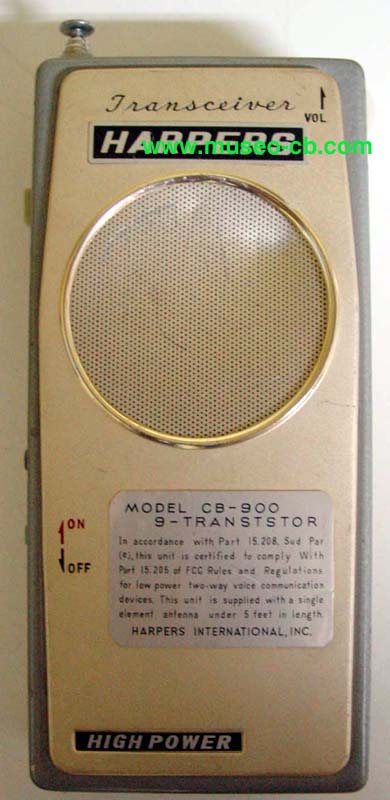 Transceiver
VOL
HARPERS
www.museo-cb.com
MODEL CB-900
9-TRANSTSTOR
In accordance with Part 15.208, Sud Par
(e), this unit is certified to comply With
Part 15.205 of FCC Rules and Regulations
for low power two-way voice communication
devices. This unit is supplied with a single
element antenna under 5 feet in length.
HARPERS INTERNATIONAL, INC.
ON
OFF
HIGH POWER